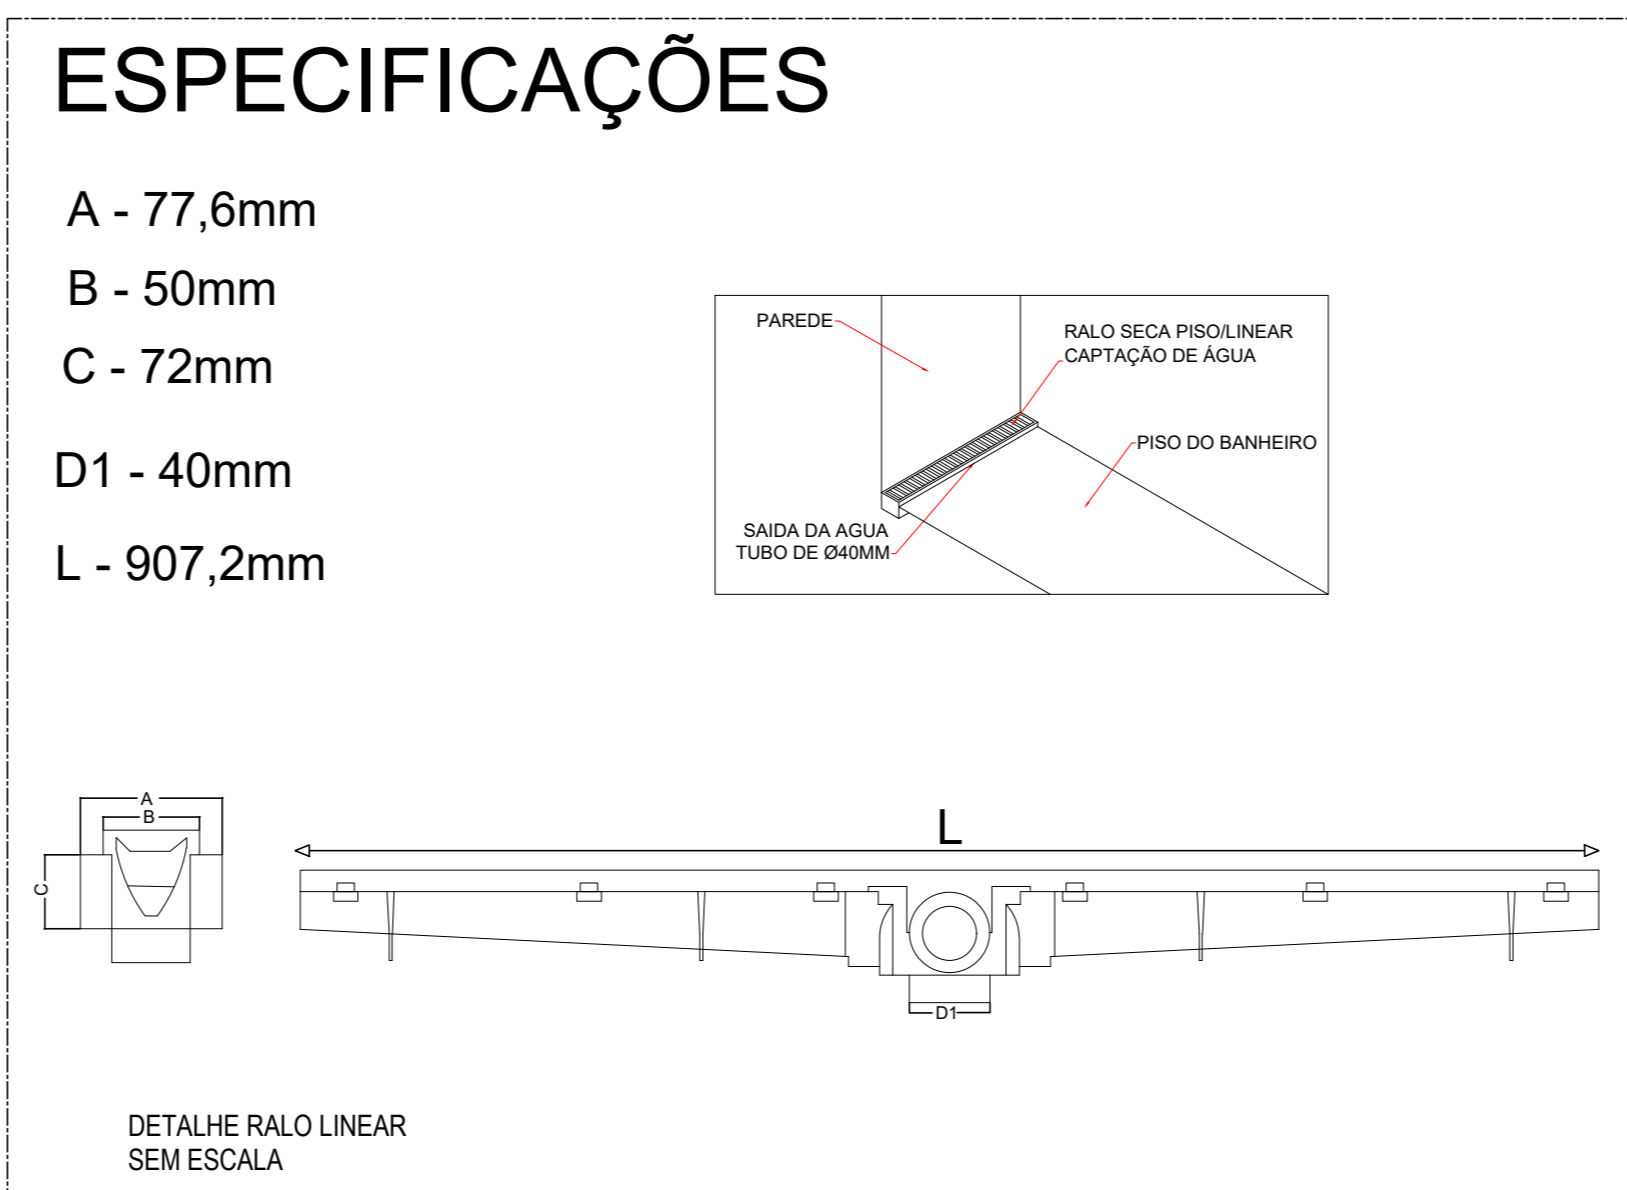 ESPECIFICAÇÕES
A - 77,6mm
B - 50mm
C - 72mm
D1 - 40mm
L - 907,2mm
PAREDE
RALO SECA PISO/LINEAR
CAPTAÇÃO DE ÁGUA
PISO DO BANHEIRO
SAIDA DA AGUA
TUBO DE Ø40MM
A
B
C
L
D1
DETALHE RALO LINEAR
SEM ESCALA